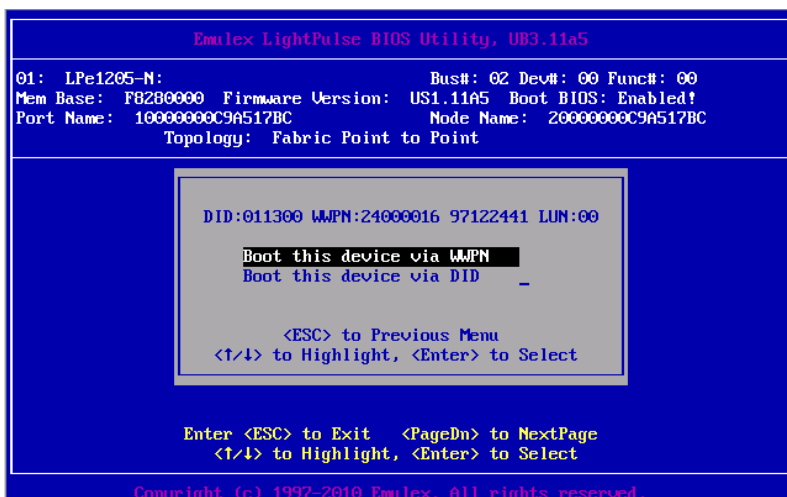 Emulex LightPulse BIOS Utility, UB3.11a5
01: LPe1205-N: Bus#: 02 Dev#: 00 Func#: 00
Mem Base: F8280000 Firmware Version: US1.11A5 Boot BIOS: Enabled!
Port Name: 10000000C9A517BC Node Name: 20000000C9A517BC
Topology: Fabric Point to Point
DID:011300 WWPN:24000016 97122441 LUN:00
Boot this device via WWPN
Boot this device via DID _
<ESC> to Previous Menu
<↑/↓> to Highlight, <Enter> to Select
Enter <ESC> to Exit <PageDn> to NextPage
<↑/↓> to Highlight, <Enter> to Select
Copyright (c) 1997-2010 Emulex. All rights reserved.